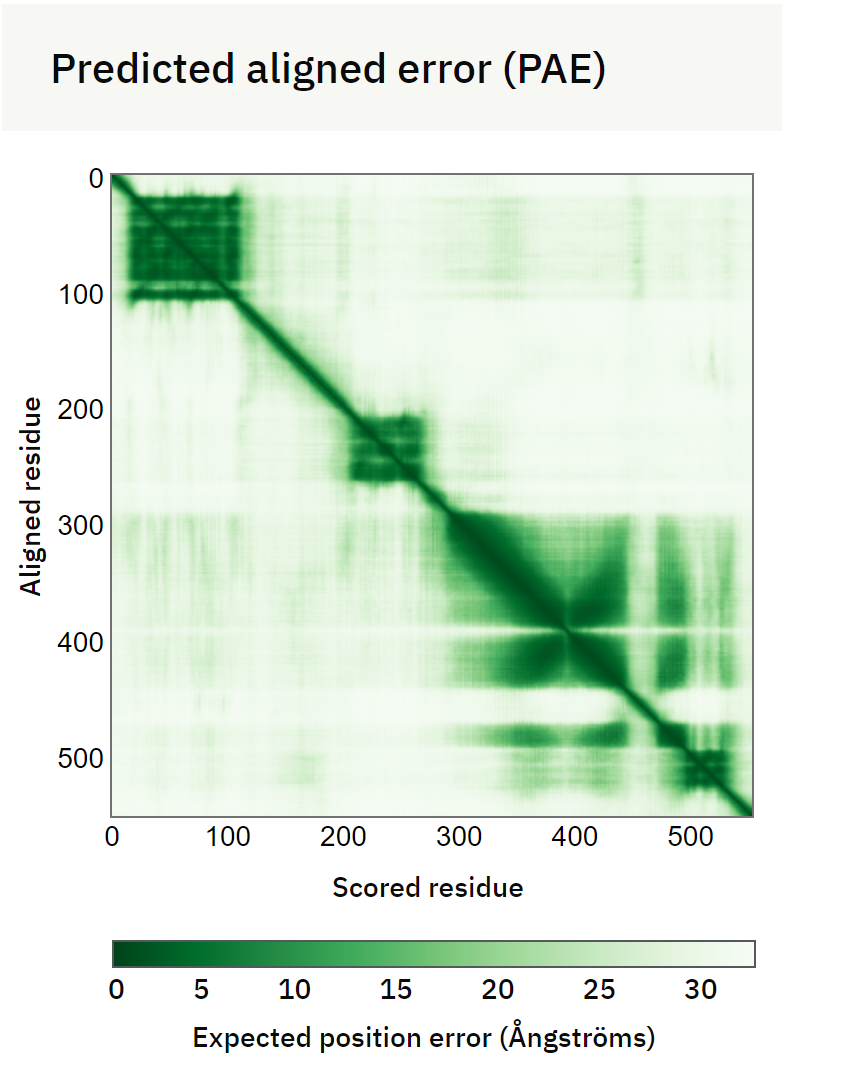 Predicted aligned error (PAE)
0
100
200
300
400
500
Aligned residue
0 100 200 300 400 500
Scored residue
0 5 10 15 20 25 30
Expected position error (Ångströms)